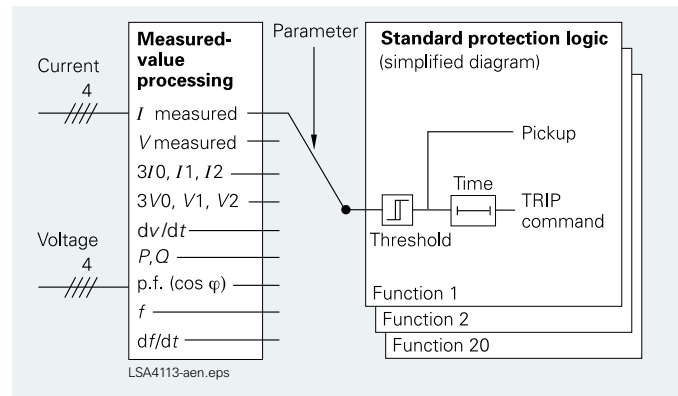 Current
4
Voltage
4
Measured-
value
processing
I measured
V measured
3I0, I1, I2
3V0, V1, V2
dv/dt
P,Q
p.f. (cos φ)
f
df/dt
LSA4113-aen.eps
Parameter
Standard protection logic
(simplified diagram)
Pickup
Time
TRIP
command
Threshold
Function 1
Function 2
Function 20